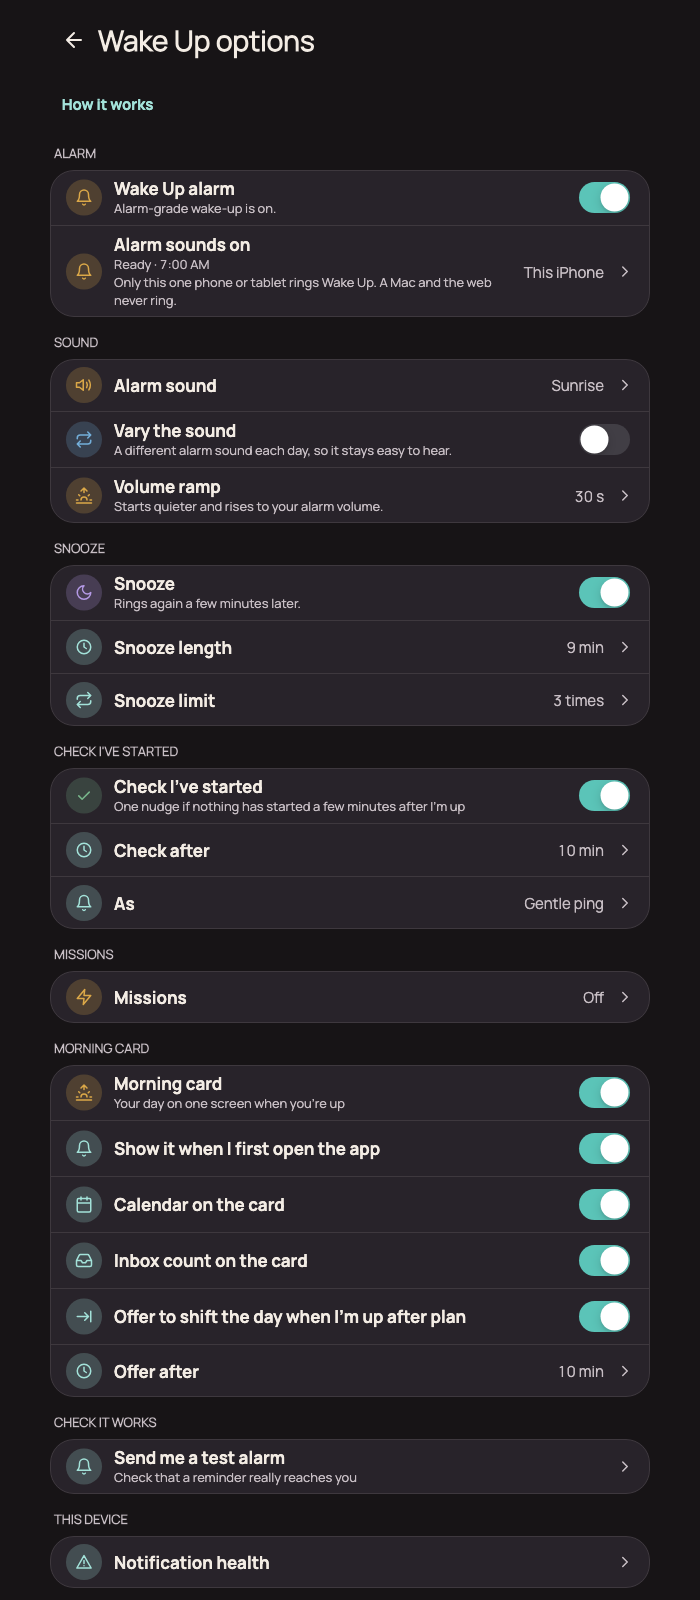 Wake Up options
How it works
ALARM
Wake Up alarm
Alarm-grade wake-up is on.
Alarm sounds on
Ready · 7:00 AM
Only this one phone or tablet rings Wake Up. A Mac and the web
never ring.
This iPhone
SOUND
Alarm sound
Sunrise
Vary the sound
A different alarm sound each day, so it stays easy to hear.
Volume ramp
Starts quieter and rises to your alarm volume.
30 s
SNOOZE
Snooze
Rings again a few minutes later.
Snooze length
9 min
Snooze limit
3 times
CHECK I'VE STARTED
Check I've started
One nudge if nothing has started a few minutes after I'm up
Check after
10 min
As
Gentle ping
MISSIONS
Missions
Off
MORNING CARD
Morning card
Your day on one screen when you're up
Show it when I first open the app
Calendar on the card
Inbox count on the card
Offer to shift the day when I'm up after plan
Offer after
10 min
CHECK IT WORKS
Send me a test alarm
Check that a reminder really reaches you
THIS DEVICE
Notification health